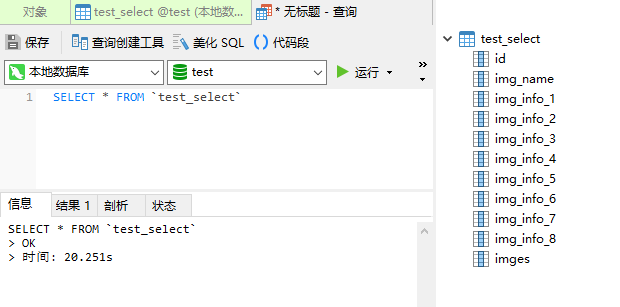 对象
test_select @test (本地数...
* 无标题 - 查询
保存
查询创建工具
美化 SQL
() 代码段
本地数据库
test
运行
1 SELECT * FROM `test_select`
信息
结果 1
剖析
状态
SELECT * FROM `test_select`
> OK
> 时间: 20.251s
test_select
id
img_name
img_info_1
img_info_2
img_info_3
img_info_4
img_info_5
img_info_6
img_info_7
img_info_8
imges